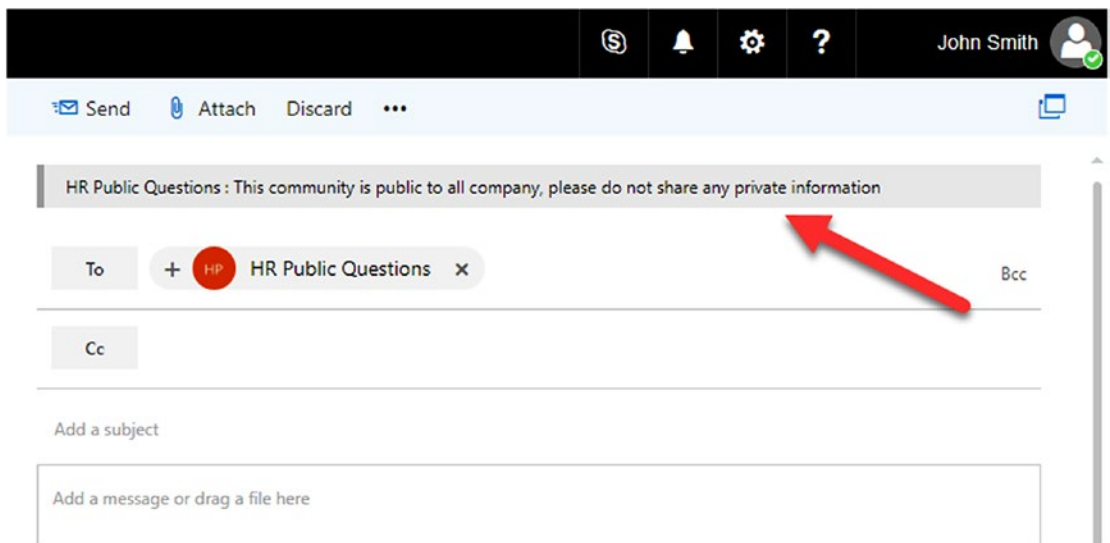 John Smith
Send Attach Discard •••
HR Public Questions : This community is public to all company, please do not share any private information
To + HP HR Public Questions × Bcc
Cc
Add a subject
Add a message or drag a file here